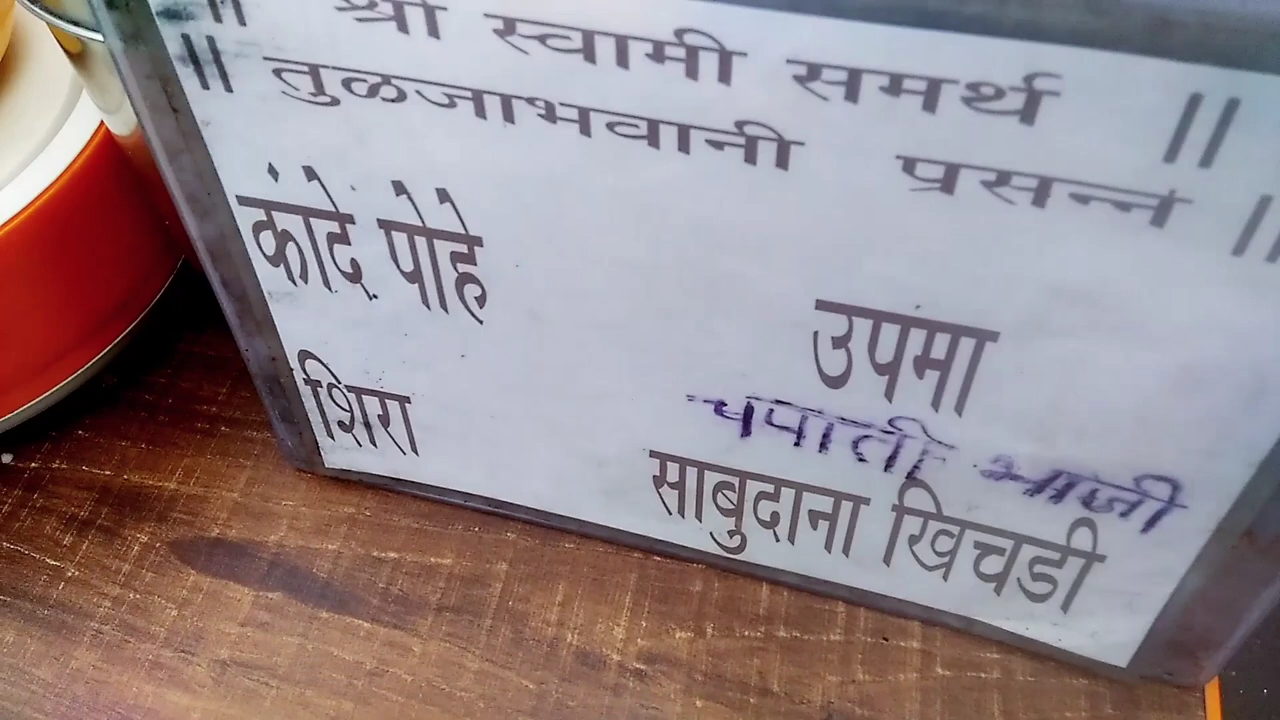 || श्री स्वामी समर्थ ||
|| तुळजाभवानी प्रसन्न ||
कांदे पोहे
उपमा
शिरा
चपाती भाजी
साबुदाना खिचडी